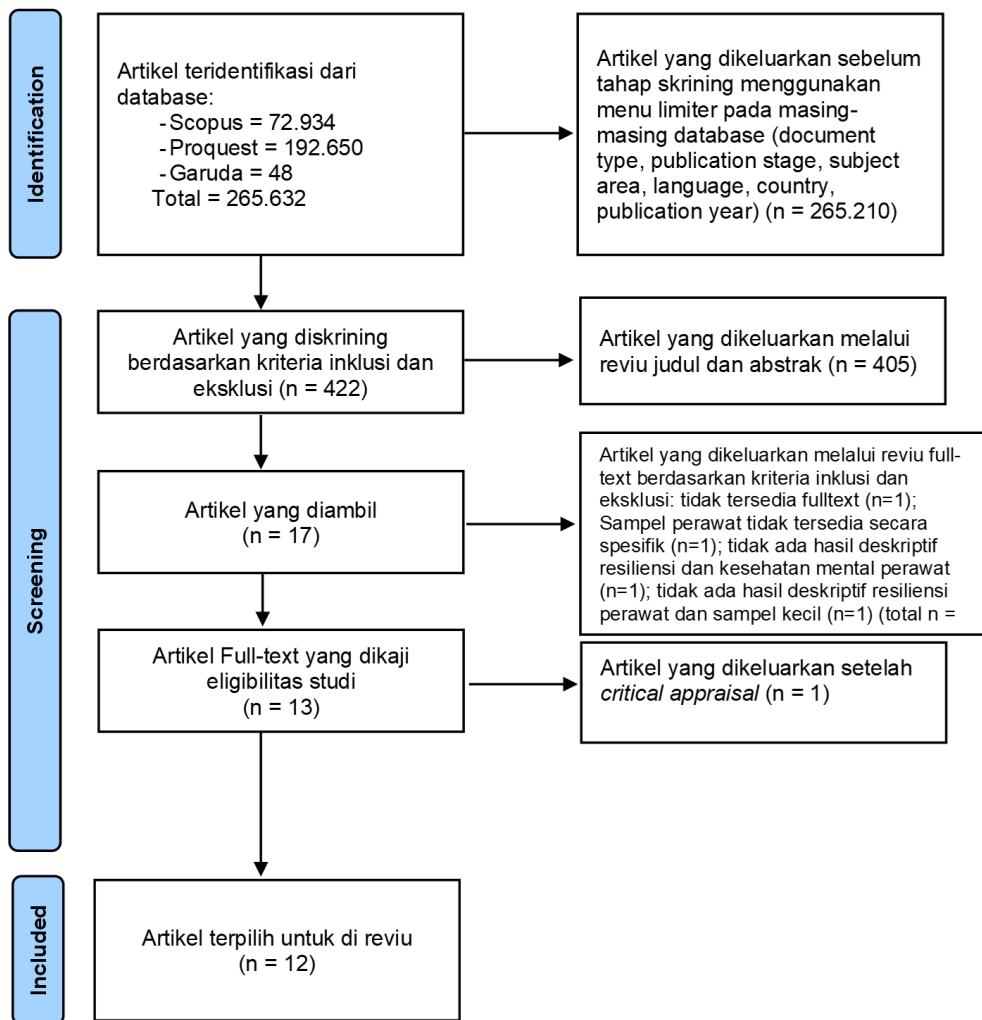 Identification
Artikel teridentifikasi dari
database:
- Scopus = 72.934
- Proquest = 192.650
- Garuda = 48
Total = 265.632
Artikel yang dikeluarkan sebelum
tahap skrining menggunakan
menu limiter pada masing-
masing database (document
type, publication stage, subject
area, language, country,
publication year) (n = 265.210)
Screening
Artikel yang diskrining
berdasarkan kriteria inklusi dan
eksklusi (n = 422)
Artikel yang dikeluarkan melalui
reviu judul dan abstrak (n = 405)
Artikel yang diambil
(n = 17)
Artikel yang dikeluarkan melalui reviu full-
text berdasarkan kriteria inklusi dan
eksklusi: tidak tersedia fulltext (n=1);
Sampel perawat tidak tersedia secara
spesifik (n=1); tidak ada hasil deskriptif
resiliensi dan kesehatan mental perawat
(n=1); tidak ada hasil deskriptif resiliensi
perawat dan sampel kecil (n=1) (total n =
Artikel Full-text yang dikaji
eligibilitas studi
(n = 13)
Artikel yang dikeluarkan setelah
critical appraisal (n = 1)
Included
Artikel terpilih untuk di reviu
(n = 12)